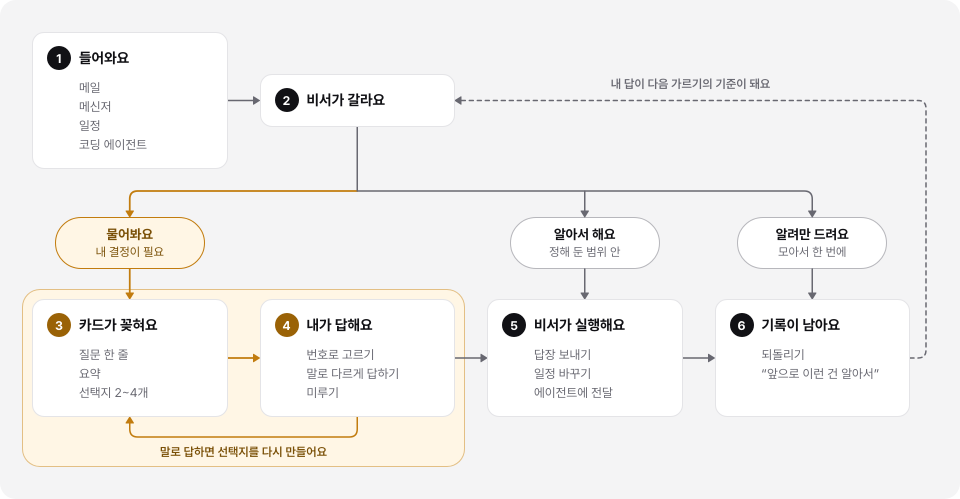 1 들어와요
메일
메신저
일정
코딩 에이전트
2 비서가 갈라요
내 답이 다음 가르기의 기준이 돼요
물어봐요
내 결정이 필요
알아서 해요
정해 둔 범위 안
알려만 드려요
모아서 한 번에
3 카드가 꽂혀요
질문 한 줄
요약
선택지 2~4개
4 내가 답해요
번호로 고르기
말로 다르게 답하기
미루기
말로 답하면 선택지를 다시 만들어요
5 비서가 실행해요
답장 보내기
일정 바꾸기
에이전트에 전달
6 기록이 남아요
되돌리기
“앞으로 이런 건 알아서”